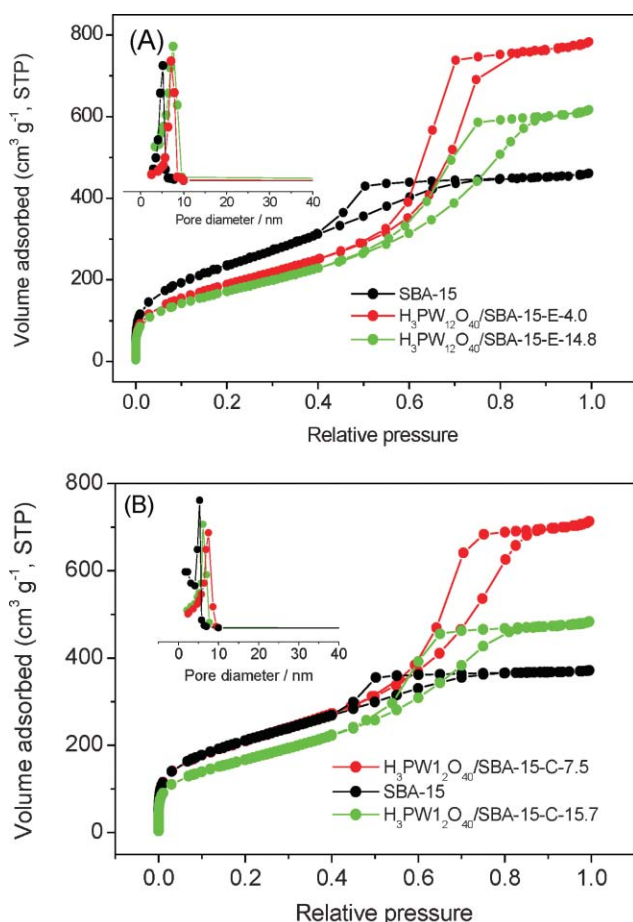 (A)
800
600
400
200
0
Volume adsorbed (cm³ g⁻¹, STP)
0 10 20 30 40
Pore diameter / nm
SBA-15
H₃PW₁₂O₄₀/SBA-15-E-4.0
H₃PW₁₂O₄₀/SBA-15-E-14.8
0.0 0.2 0.4 0.6 0.8 1.0
Relative pressure
(B)
800
600
400
200
0
Volume adsorbed (cm³ g⁻¹, STP)
0 10 20 30 40
Pore diameter / nm
H₃PW1₂O₄₀/SBA-15-C-7.5
SBA-15
H₃PW1₂O₄₀/SBA-15-C-15.7
0.0 0.2 0.4 0.6 0.8 1.0
Relative pressure